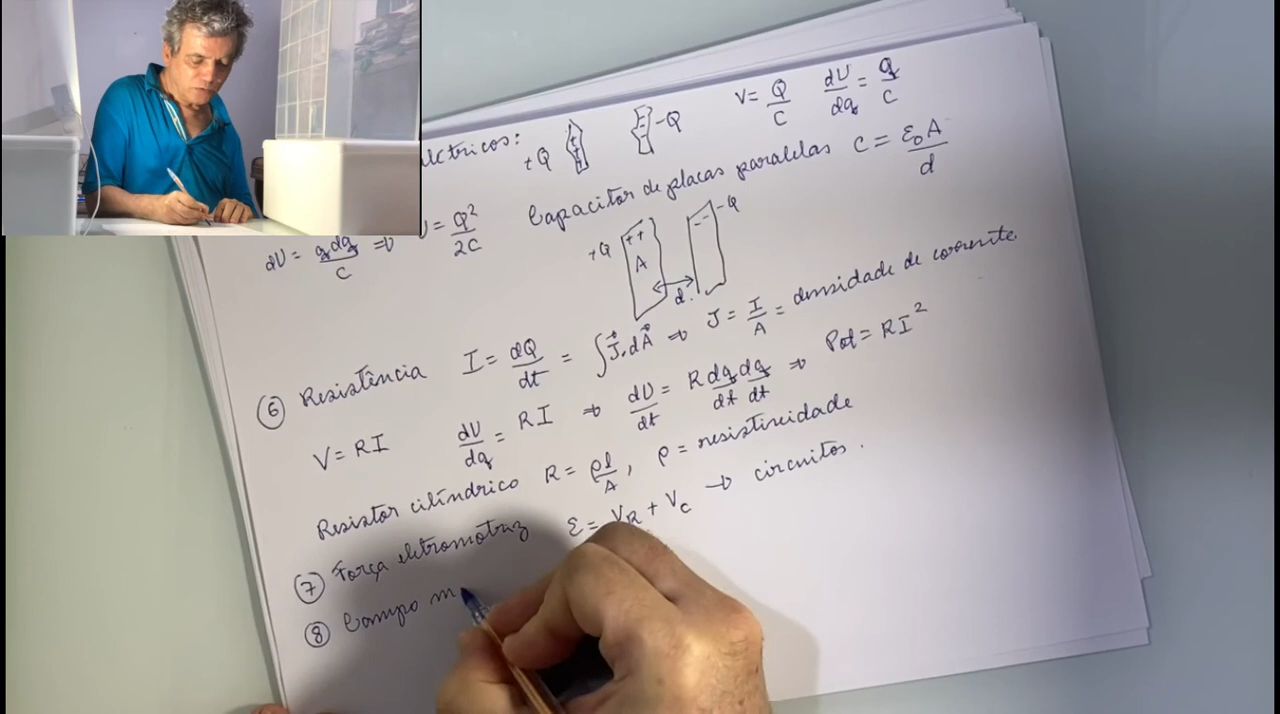 +Q −Q V = Q/C dU/dq = q/C
Capacitor de placas paralelas C = ε₀A/d
dU = q dq/C ⇒ U = Q²/2C
+Q ++ A -- -Q
d
⑥ Resistência I = dQ/dt = ∫J⃗.dA⃗ ⇒ J = I/A = densidade de corrente
V = RI dU/dq = RI ⇒ dU/dt = R dq/dt dq/dt ⇒ Pot = RI²
Resistor cilíndrico R = ρl/A, ρ = resistividade
⑦ Força eletromotriz ε = V_R + V_C → circuitos.
⑧ Campo m